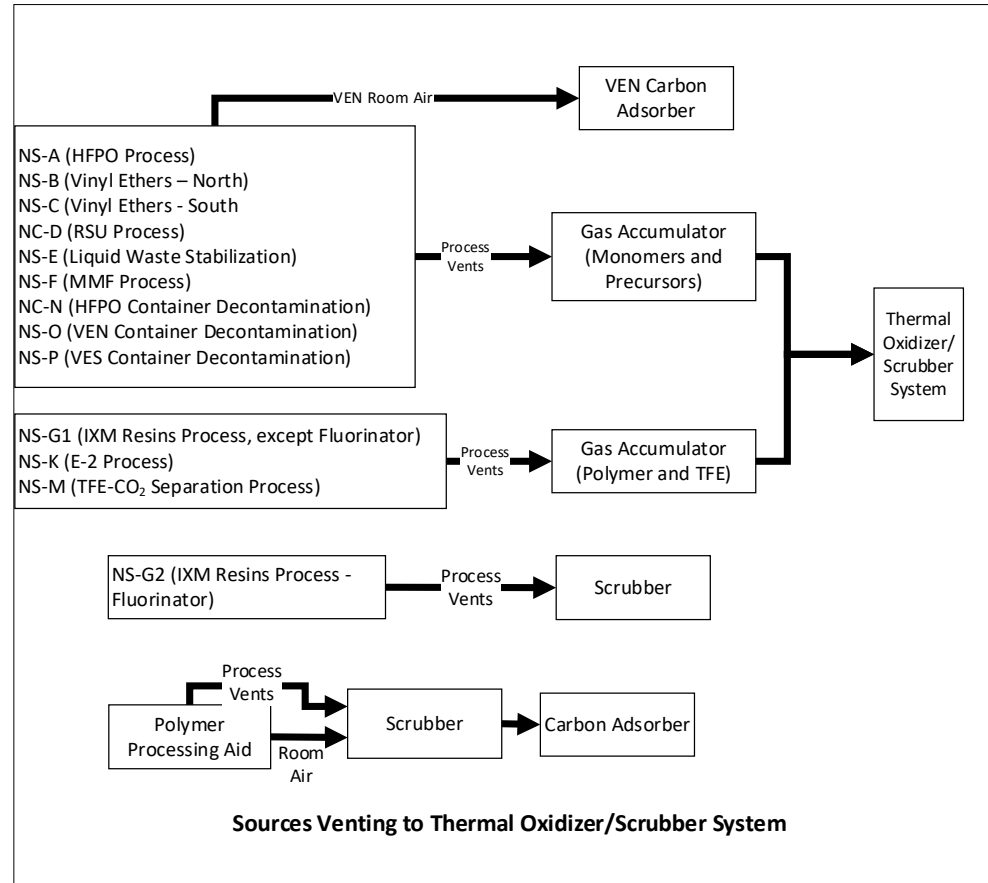 VEN Room Air
VEN Carbon
Adsorber
NS-A (HFPO Process)
NS-B (Vinyl Ethers – North)
NS-C (Vinyl Ethers - South
NC-D (RSU Process)
NS-E (Liquid Waste Stabilization)
NS-F (MMF Process)
NC-N (HFPO Container Decontamination)
NS-O (VEN Container Decontamination)
NS-P (VES Container Decontamination)
Process
Vents
Gas Accumulator
(Monomers and
Precursors)
Thermal
Oxidizer/
Scrubber
System
NS-G1 (IXM Resins Process, except Fluorinator)
NS-K (E-2 Process)
NS-M (TFE-CO₂ Separation Process)
Process
Vents
Gas Accumulator
(Polymer and TFE)
NS-G2 (IXM Resins Process -
Fluorinator)
Process
Vents
Scrubber
Process
Vents
Polymer
Processing Aid
Room
Air
Scrubber
Carbon Adsorber
Sources Venting to Thermal Oxidizer/Scrubber System